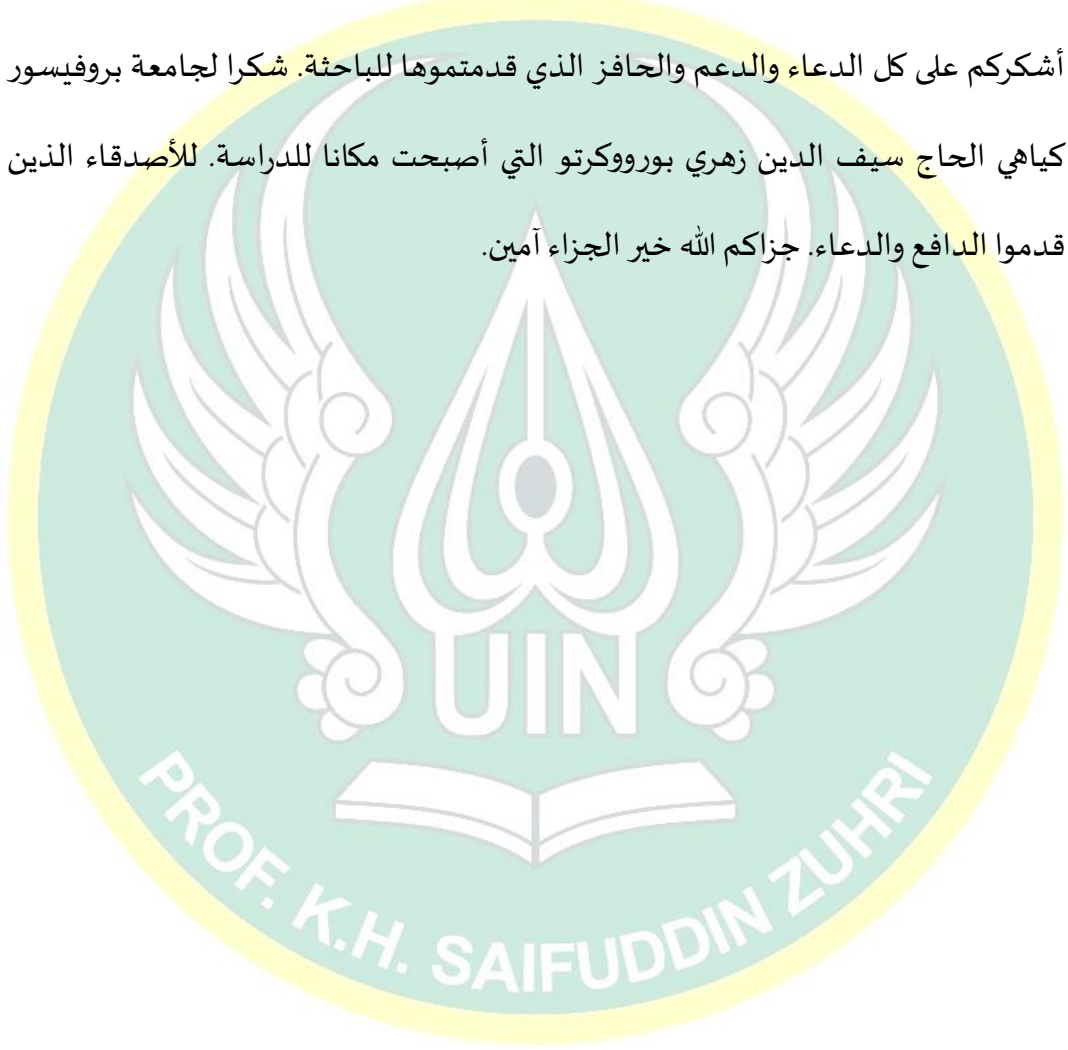 أشكركم على كل الدعاء والدعم والحافز الذي قدمتموها للباحثة. شكرا لجامعة بروفيسور
كياهي الحاج سيف الدين زهري بورووكرتو التي أصبحت مكانا للدراسة. للأصدقاء الذين
قدموا الدافع والدعاء. جزاكم الله خير الجزاء آمين.
UIN
PROF. K.H. SAIFUDDIN ZUHRI